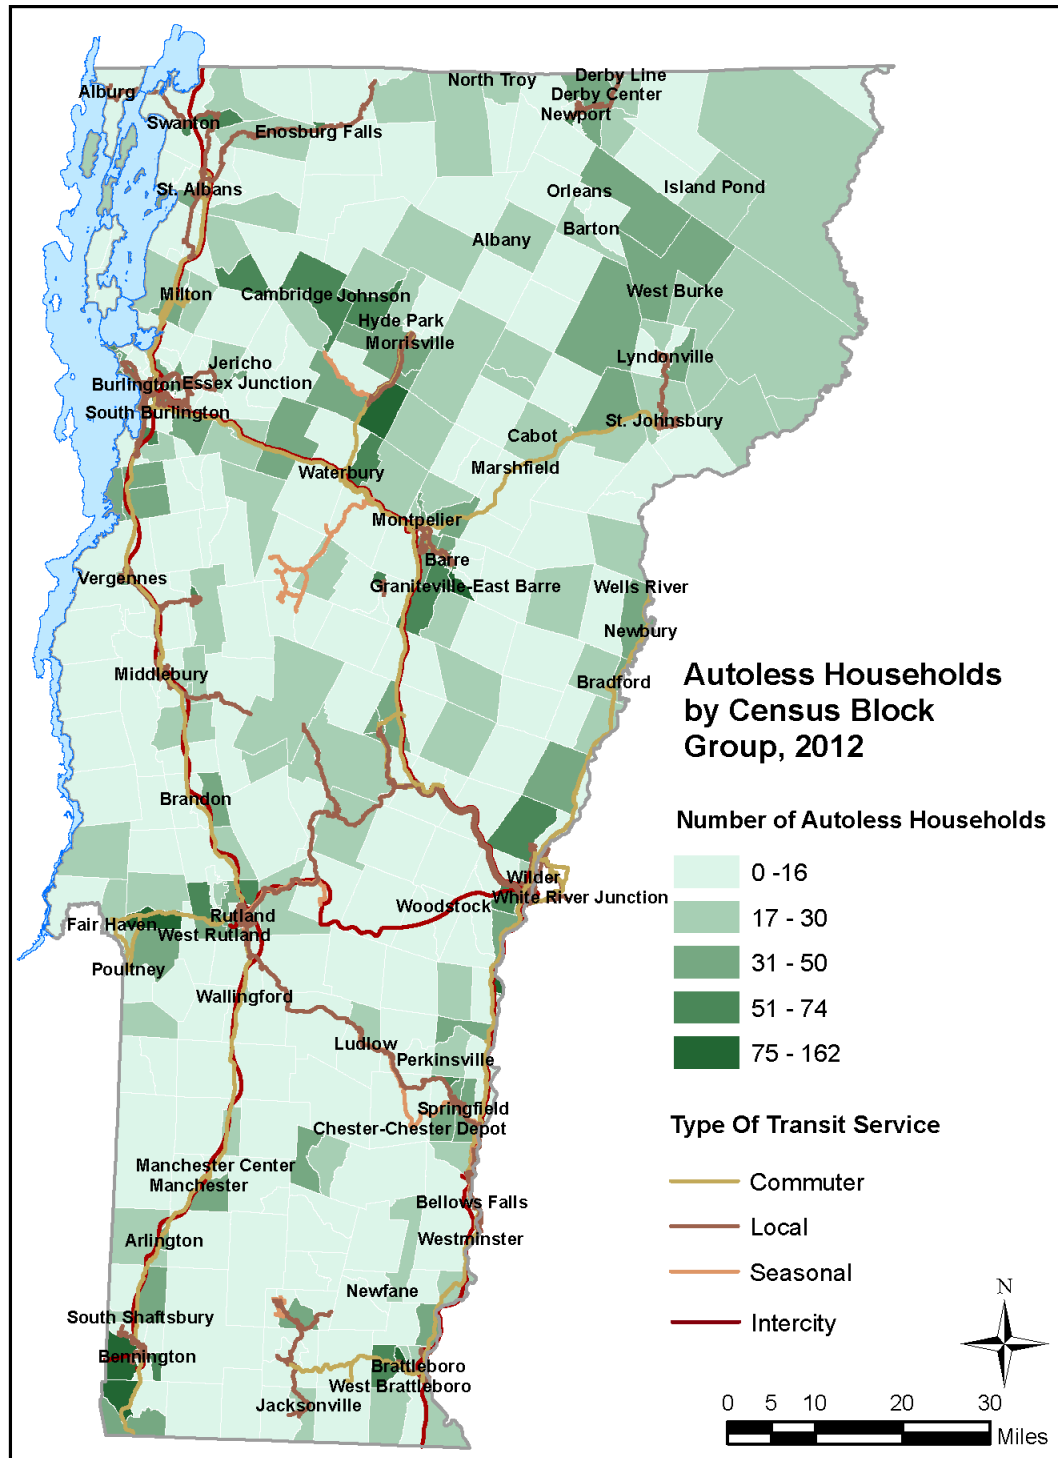 North Troy
Derby Line
Derby Center
Newport
Alburg
Swanton
Enosburg Falls
St. Albans
Orleans
Island Pond
Albany
Barton
Milton
Cambridge
Johnson
West Burke
Hyde Park
Morrisville
Lyndonville
Jericho
Burlington
Essex Junction
South Burlington
St. Johnsbury
Cabot
Marshfield
Waterbury
Montpelier
Barre
Graniteville-East Barre
Wells River
Vergennes
Newbury
Middlebury
Bradford
Autoless Households
by Census Block
Group, 2012
Brandon
Number of Autoless Households
0 -16
17 - 30
31 - 50
51 - 74
75 - 162
Wilder
White River Junction
Woodstock
Rutland
Fair Haven
West Rutland
Poultney
Wallingford
Ludlow
Perkinsville
Springfield
Chester-Chester Depot
Type Of Transit Service
Commuter
Local
Seasonal
Intercity
Manchester Center
Manchester
Bellows Falls
Westminster
Arlington
Newfane
South Shaftsbury
Bennington
Brattleboro
West Brattleboro
Jacksonville
N
0 5 10 20 30
Miles